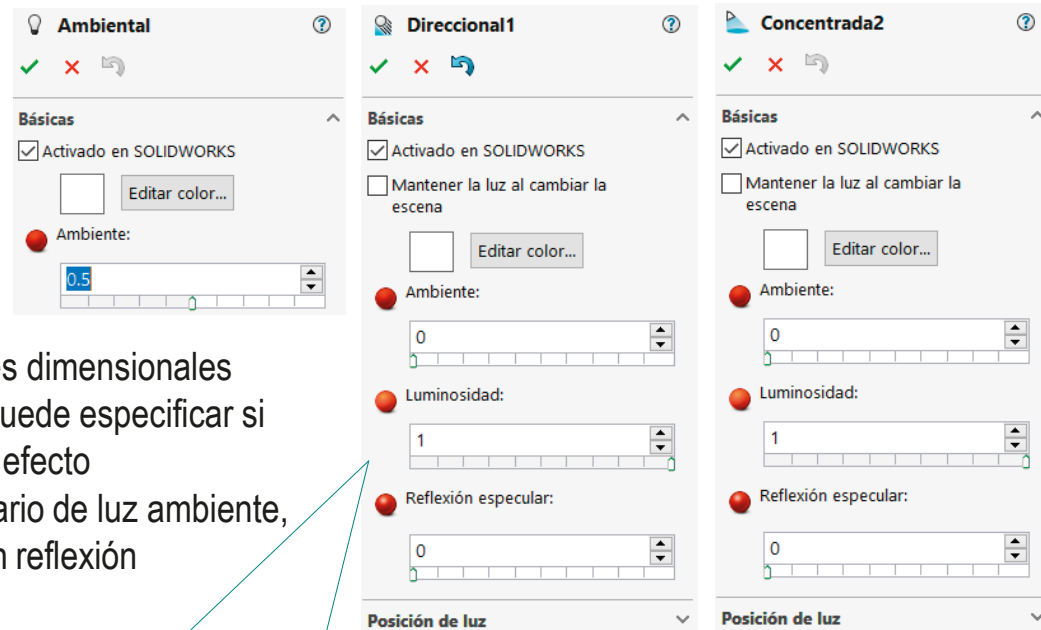 Ambiental
Básicas
Activado en SOLIDWORKS
Editar color...
Ambiente:
0.5
Direccional1
Básicas
Activado en SOLIDWORKS
Mantener la luz al cambiar la
escena
Editar color...
Ambiente:
0
Luminosidad:
1
Reflexión especular:
0
Posición de luz
Concentrada2
Básicas
Activado en SOLIDWORKS
Mantener la luz al cambiar la
escena
Editar color...
Ambiente:
0
Luminosidad:
1
Reflexión especular:
0
Posición de luz
dimensionales
puede especificar si
efecto
de luz ambiente,
reflexión